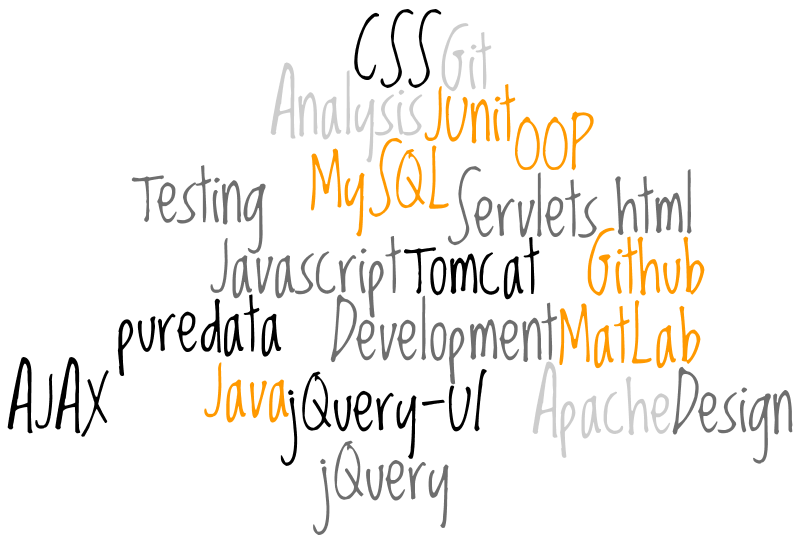 CSS Git
Analysis Junit OOP
Testing MySQL Servlets html
Javascript Tomcat Github
puredata Development MatLab
AJAX Java jQuery-UI Apache Design
jQuery